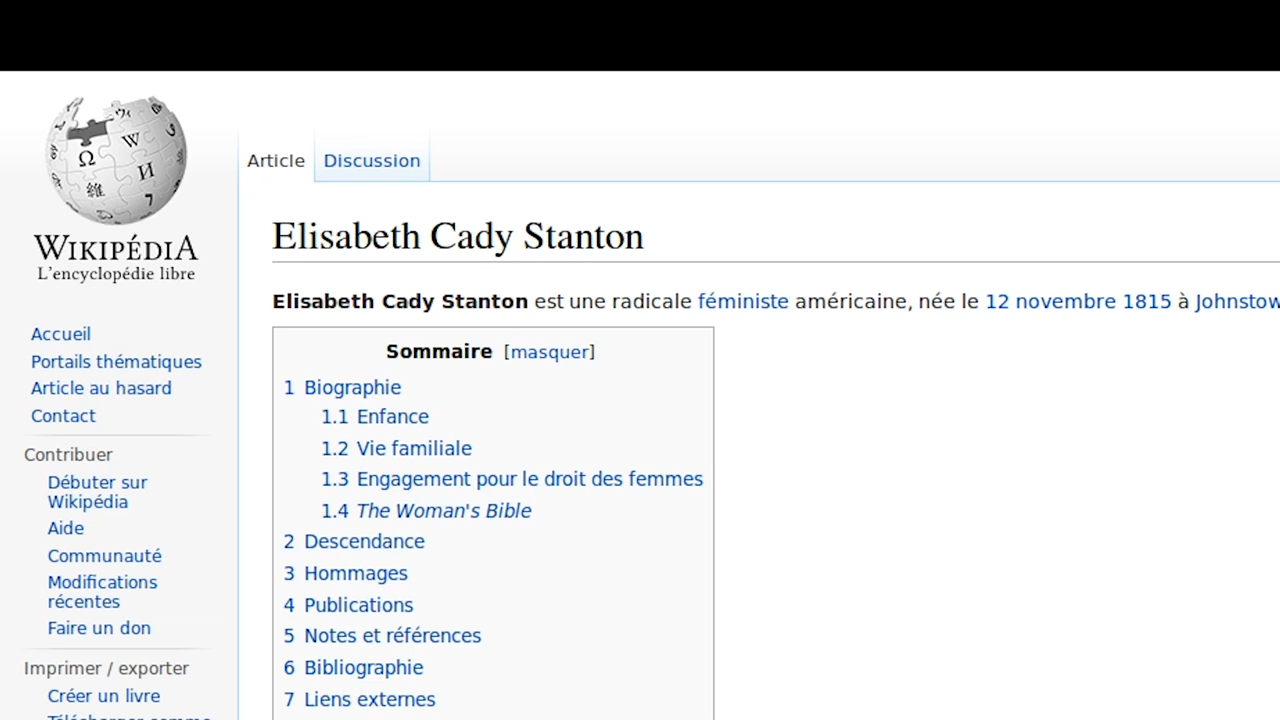 WIKIPÉDIA
L'encyclopédie libre
Article
Discussion
Elisabeth Cady Stanton
Elisabeth Cady Stanton est une radicale féministe américaine, née le 12 novembre 1815 à
Sommaire [masquer]
1 Biographie
1.1 Enfance
1.2 Vie familiale
1.3 Engagement pour le droit des femmes
1.4 The Woman's Bible
2 Descendance
3 Hommages
4 Publications
5 Notes et références
6 Bibliographie
7 Liens externes
Accueil
Portails thématiques
Article au hasard
Contact
Contribuer
Débuter sur
Wikipédia
Aide
Communauté
Modifications
récentes
Faire un don
Imprimer / exporter
Créer un livre